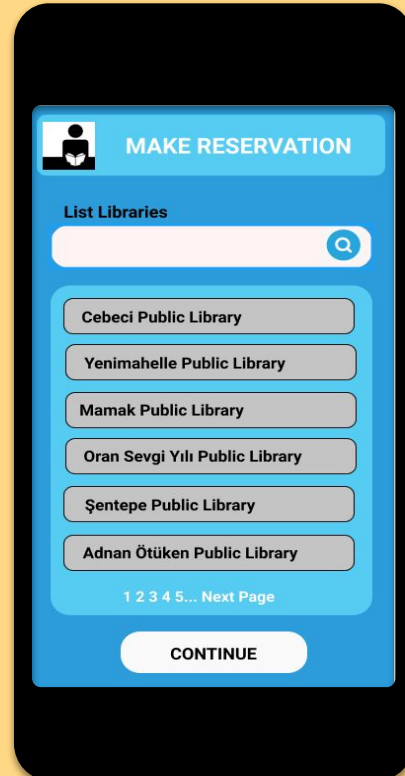 MAKE RESERVATION
List Libraries
Cebeci Public Library
Yenimahelle Public Library
Mamak Public Library
Oran Sevgi Yılı Public Library
Şentepe Public Library
Adnan Ötüken Public Library
1 2 3 4 5... Next Page
CONTINUE